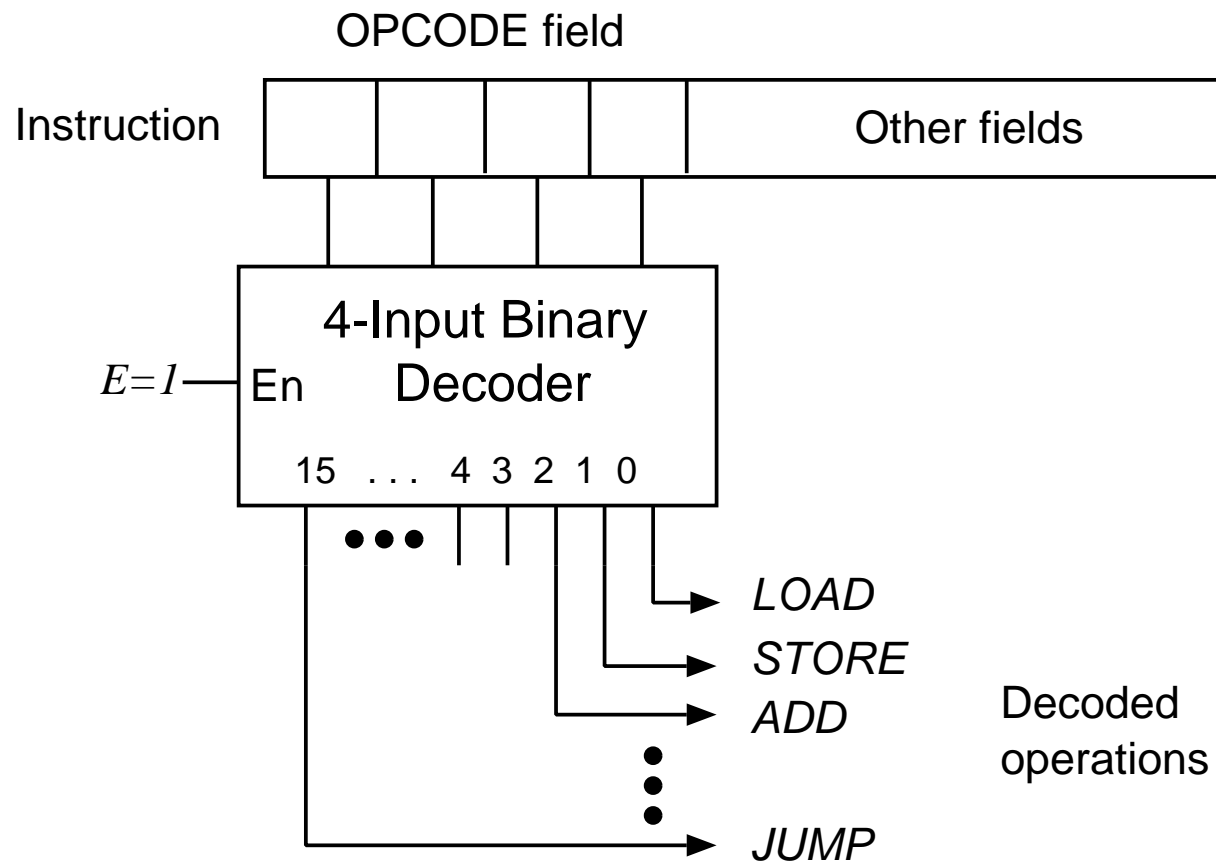 OPCODE field
Instruction
Other fields
4-Input Binary
Decoder
E=1
En
15 . . . 4 3 2 1 0
LOAD
STORE
ADD
Decoded
operations
JUMP